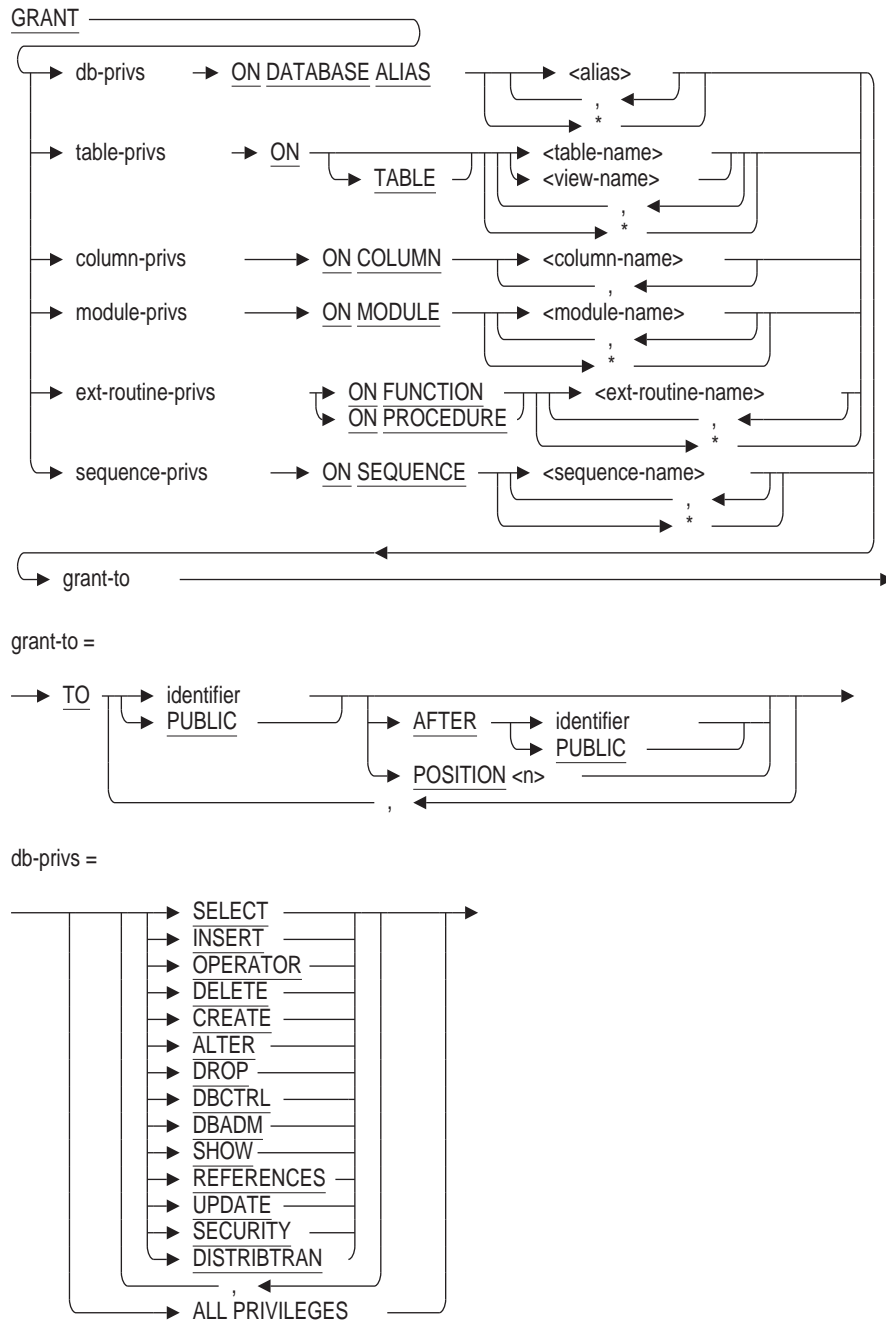 GRANT
db-privs ON DATABASE ALIAS <alias>
,
*
table-privs ON <table-name>
TABLE <view-name>
,
*
column-privs ON COLUMN <column-name>
,
module-privs ON MODULE <module-name>
,
*
ext-routine-privs ON FUNCTION <ext-routine-name>
ON PROCEDURE ,
*
sequence-privs ON SEQUENCE <sequence-name>
,
*
grant-to
grant-to =
TO identifier
PUBLIC AFTER identifier
PUBLIC
POSITION <n>
,
db-privs =
SELECT
INSERT
OPERATOR
DELETE
CREATE
ALTER
DROP
DBCTRL
DBADM
SHOW
REFERENCES
UPDATE
SECURITY
DISTRIBTRAN
,
ALL PRIVILEGES